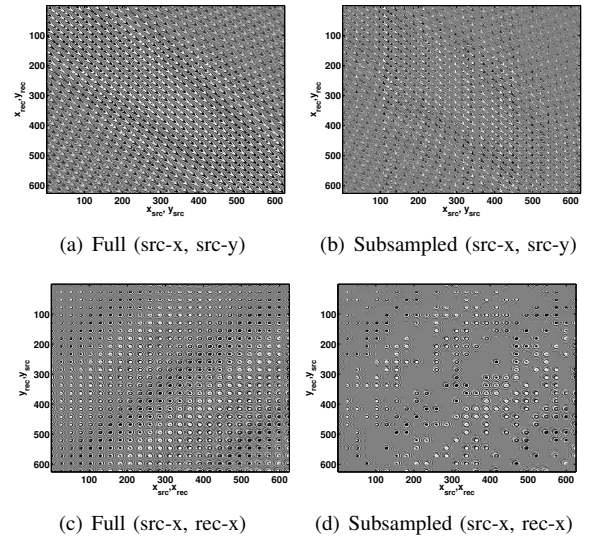 100
200
300
400
500
600
x_rec, y_rec
100 200 300 400 500 600
x_src, y_src
(a) Full (src-x, src-y)
100
200
300
400
500
600
x_rec, y_rec
100 200 300 400 500 600
x_src, y_src
(b) Subsampled (src-x, src-y)
100
200
300
400
500
600
y_rec, y_src
100 200 300 400 500 600
x_src, x_rec
(c) Full (src-x, rec-x)
100
200
300
400
500
600
y_rec, y_src
100 200 300 400 500 600
x_src, x_rec
(d) Subsampled (src-x, rec-x)